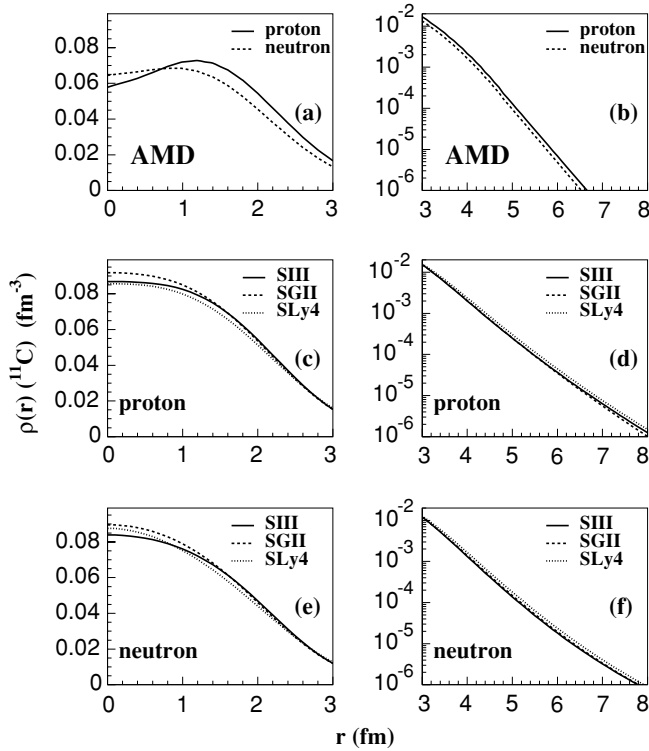 0.08
0.06
0.04
0.02
0
proton
neutron
(a)
AMD
0 1 2 3
10-2
10-3
10-4
10-5
10-6
proton
neutron
(b)
AMD
3 4 5 6 7 8
ρ(r) (11C) (fm-3)
0.08
0.06
0.04
0.02
0
SIII
SGII
SLy4
(c)
proton
0 1 2 3
10-2
10-3
10-4
10-5
10-6
SIII
SGII
SLy4
(d)
proton
3 4 5 6 7 8
0.08
0.06
0.04
0.02
0
SIII
SGII
SLy4
(e)
neutron
0 1 2 3
10-2
10-3
10-4
10-5
10-6
SIII
SGII
SLy4
(f)
neutron
3 4 5 6 7 8
r (fm)